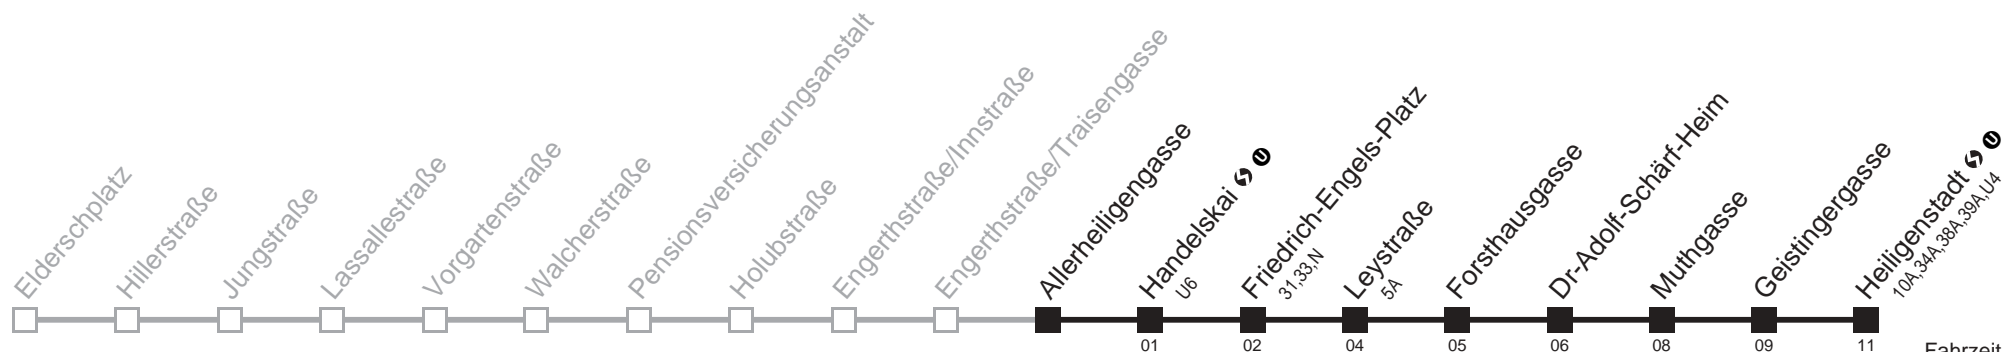 Elderschplatz
Hillerstraße
Jungstraße
Lassallestraße
Vorgartenstraße
Walcherstraße
Pensionsversicherungsanstalt
Holubstraße
Engerthstraße/Innstraße
Engerthstraße/Traisengasse
Allerheiligengasse
Handelskai S U
U6
Friedrich-Engels-Platz
31,33,N
Leystraße
5A
Forsthausgasse
Dr-Adolf-Schärf-Heim
Muthgasse
Geistingergasse
Heiligenstadt S U
10A,34A,38A,39A,U4
01 02 04 05 06 08 09 11 Fahrzeit